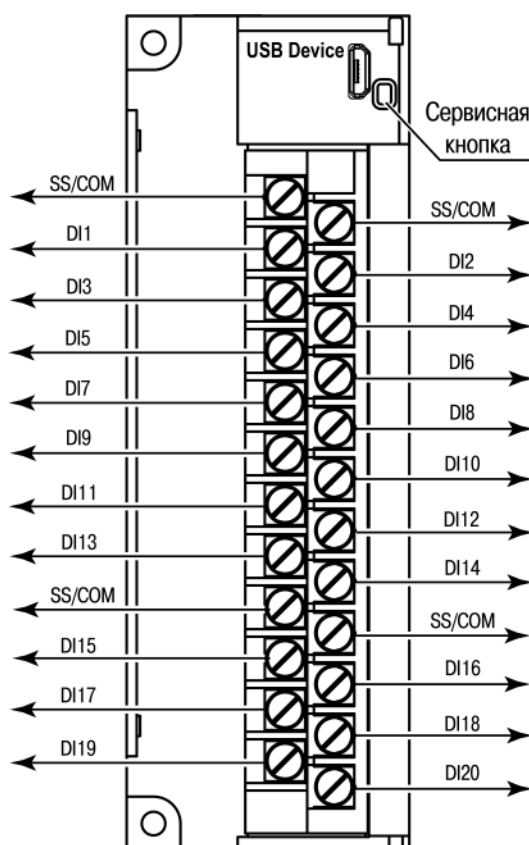 USB Device
Сервисная
кнопка
SS/COM
SS/COM
DI1
DI2
DI3
DI4
DI5
DI6
DI7
DI8
DI9
DI10
DI11
DI12
DI13
DI14
SS/COM
SS/COM
DI15
DI16
DI17
DI18
DI19
DI20